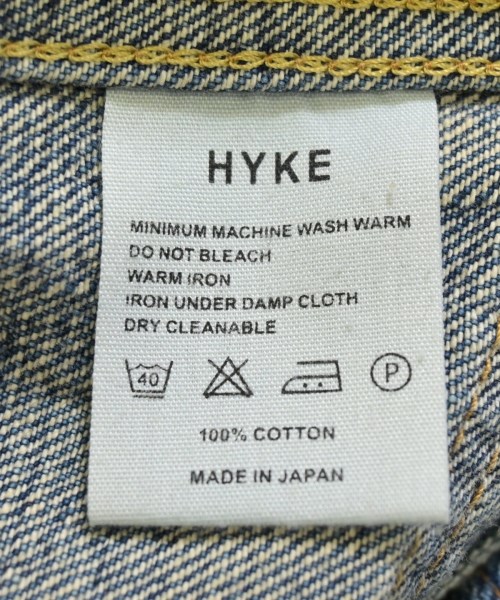 HYKE
MINIMUM MACHINE WASH WARM
DO NOT BLEACH
WARM IRON
IRON UNDER DAMP CLOTH
DRY CLEANABLE
40 P
100% COTTON
MADE IN JAPAN